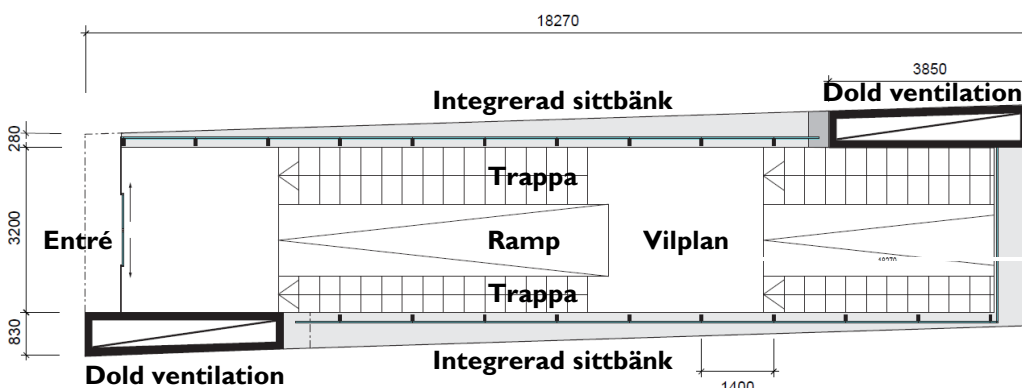 18270
3850
Dold ventilation
Integrerad sittbänk
280
Trappa
3200
Entré
Ramp
Vilplan
Trappa
830
Integrerad sittbänk
Dold ventilation
1400